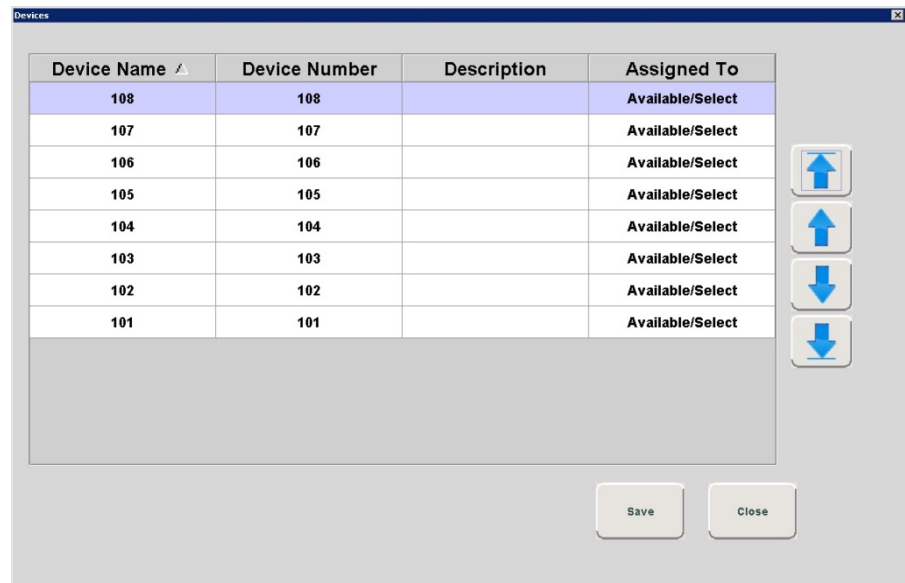 Devices
Device Name Device Number Description Assigned To
108 108 Available/Select
107 107 Available/Select
106 106 Available/Select
105 105 Available/Select
104 104 Available/Select
103 103 Available/Select
102 102 Available/Select
101 101 Available/Select
Save Close